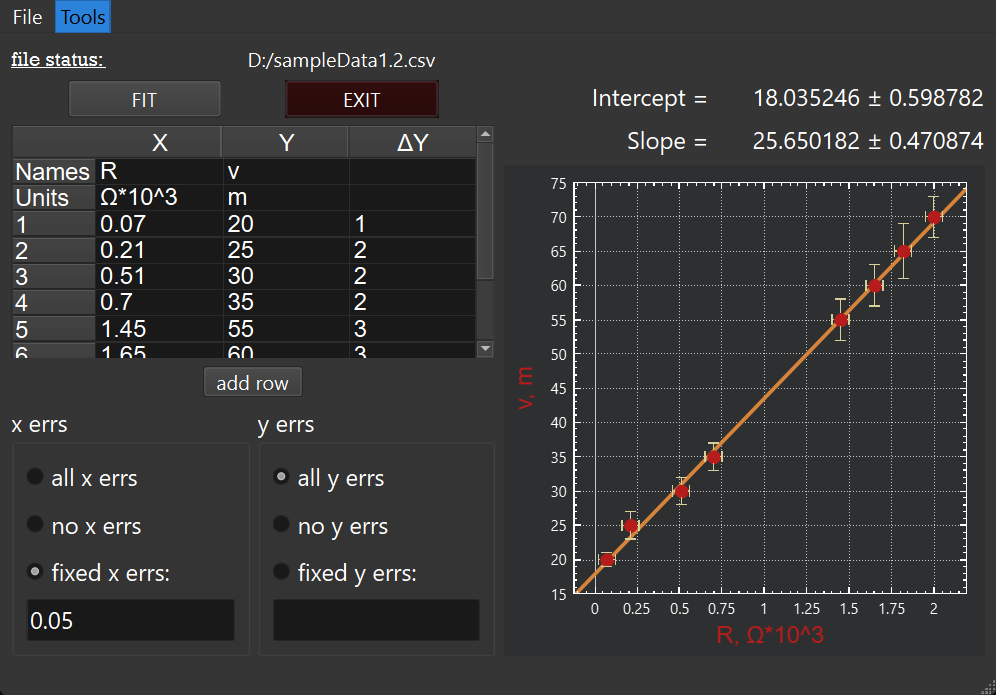 File Tools
file status: D:/sampleData1.2.csv
FIT EXIT
Intercept = 18.035246 ± 0.598782
Slope = 25.650182 ± 0.470874
X Y ΔY
Names R v
Units Ω*10^3 m
1 0.07 20 1
2 0.21 25 2
3 0.51 30 2
4 0.7 35 2
5 1.45 55 3
6 1.65 60 3
add row
x errs y errs
all x errs all y errs
no x errs no y errs
fixed x errs: fixed y errs:
0.05
75
70
65
60
55
50
45
40
35
30
25
20
15
v, m
0 0.25 0.5 0.75 1 1.25 1.5 1.75 2
R, Ω*10^3